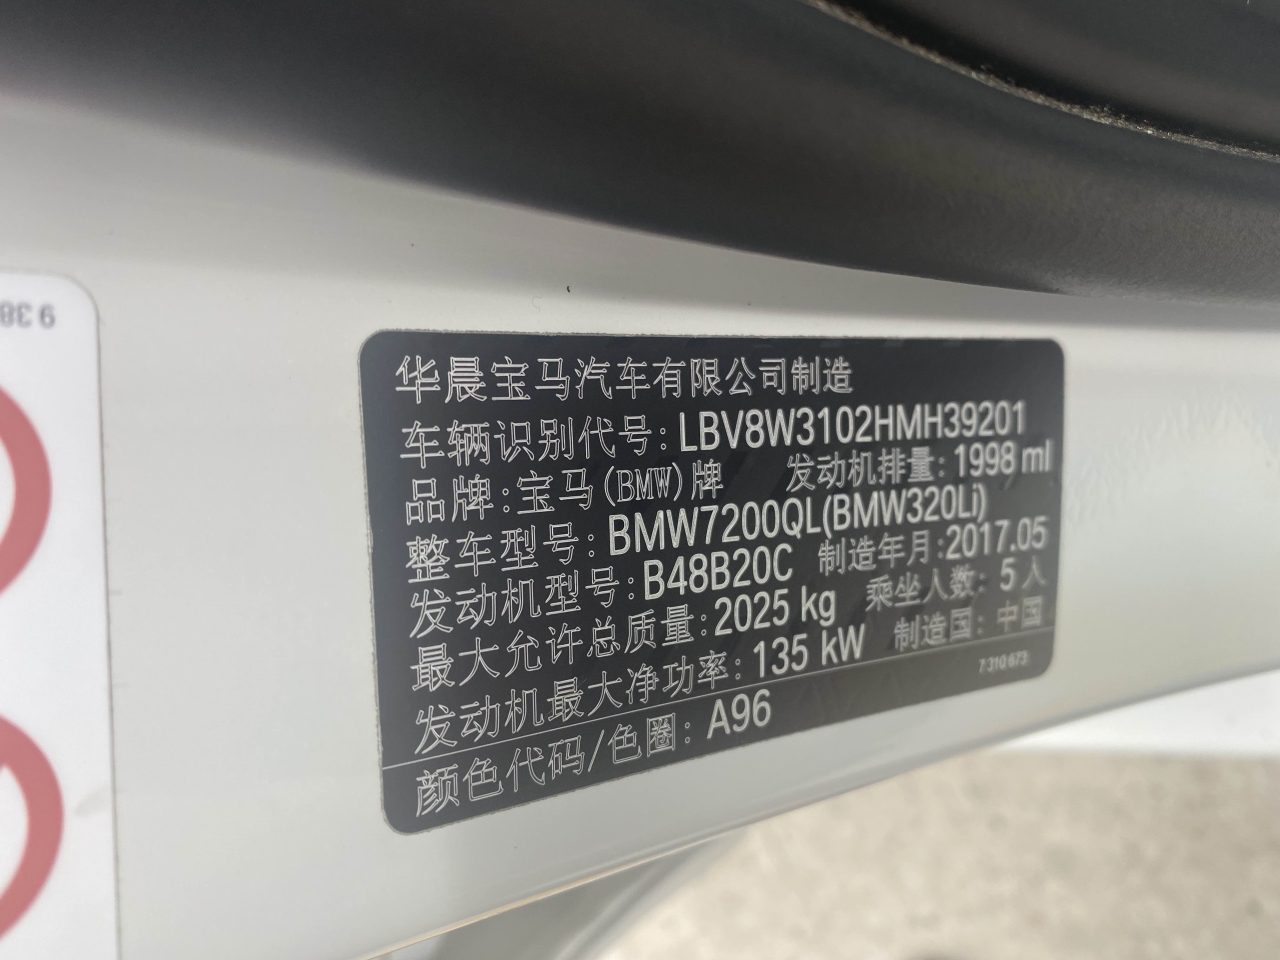 9 38
华晨宝马汽车有限公司制造
车辆识别代号: LBV8W3102HMH39201
品牌: 宝马(BMW)牌 发动机排量: 1998 ml
整车型号: BMW7200QL(BMW320Li)
发动机型号: B48B20C 制造年月: 2017.05
最大允许总质量: 2025 kg 乘坐人数: 5人
发动机最大净功率: 135 kW 制造国: 中国
7 310 673
颜色代码/色圈: A96